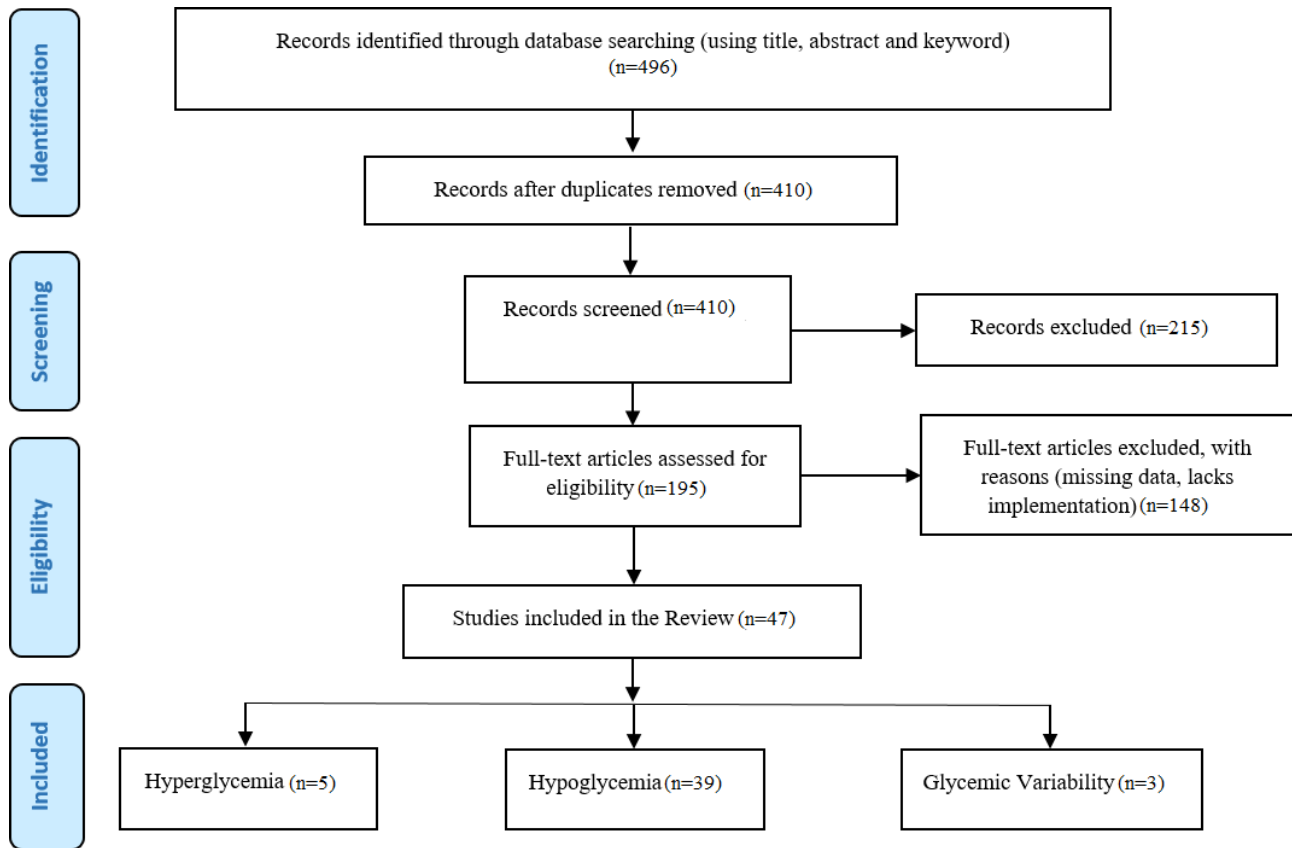 Identification
Records identified through database searching (using title, abstract and keyword)
(n=496)
Records after duplicates removed (n=410)
Screening
Records screened (n=410)
Records excluded (n=215)
Eligibility
Full-text articles assessed for
eligibility (n=195)
Full-text articles excluded, with
reasons (missing data, lacks
implementation) (n=148)
Studies included in the Review (n=47)
Included
Hyperglycemia (n=5)
Hypoglycemia (n=39)
Glycemic Variability (n=3)